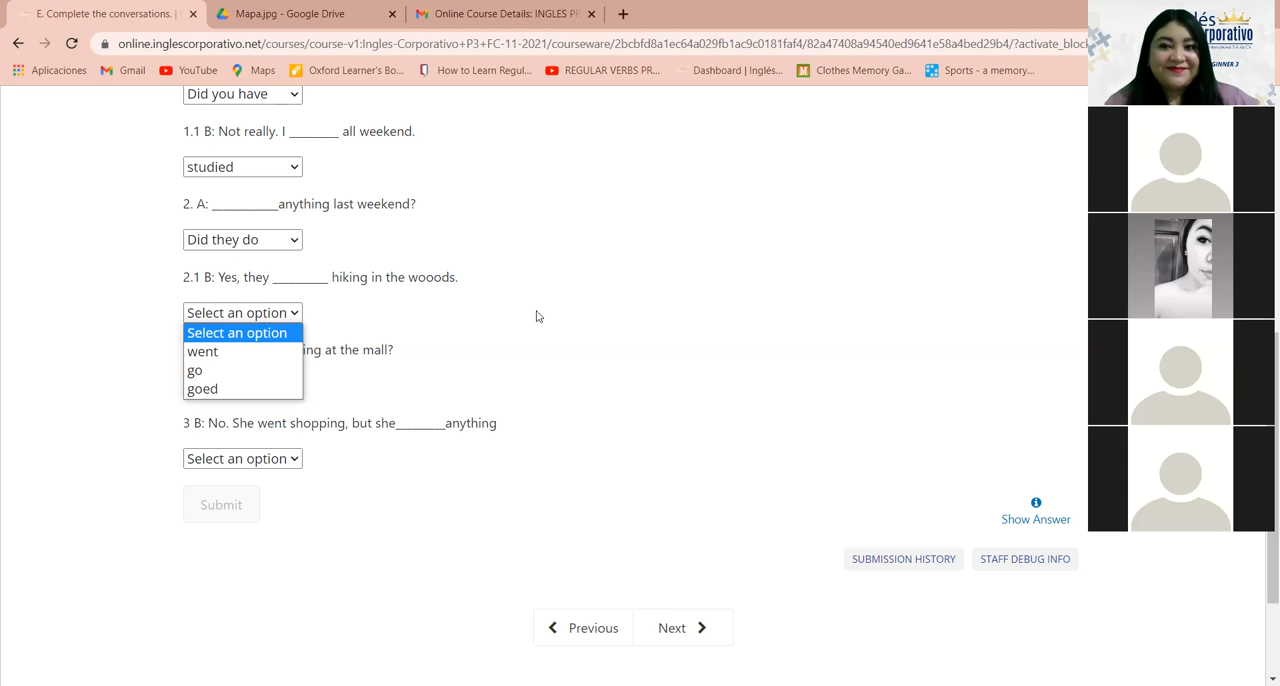 E. Complete the conversations. |
Mapa.jpg - Google Drive
Online Course Details: INGLES PR
online.inglescorporativo.net/courses/course-v1:Ingles-Corporativo+P3+FC-11-2021/courseware/2bcbfd8a1ec64a029fb1ac9c0181faf4/82a47408a94540ed9641e58a4bed29b4/?activate_bloc
Aplicaciones
Gmail
YouTube
Maps
Oxford Learner's Bo...
How to Learn Regul...
REGULAR VERBS PR...
Dashboard | Inglés...
Clothes Memory Ga...
Sports - a memory...
Did you have
1.1 B: Not really. I ________ all weekend.
studied
2. A: ____________anything last weekend?
Did they do
2.1 B: Yes, they _________ hiking in the wooods.
Select an option
Select an option
went
go
goed
ing at the mall?
3 B: No. She went shopping, but she________anything
Select an option
Submit
Show Answer
SUBMISSION HISTORY
STAFF DEBUG INFO
Previous
Next